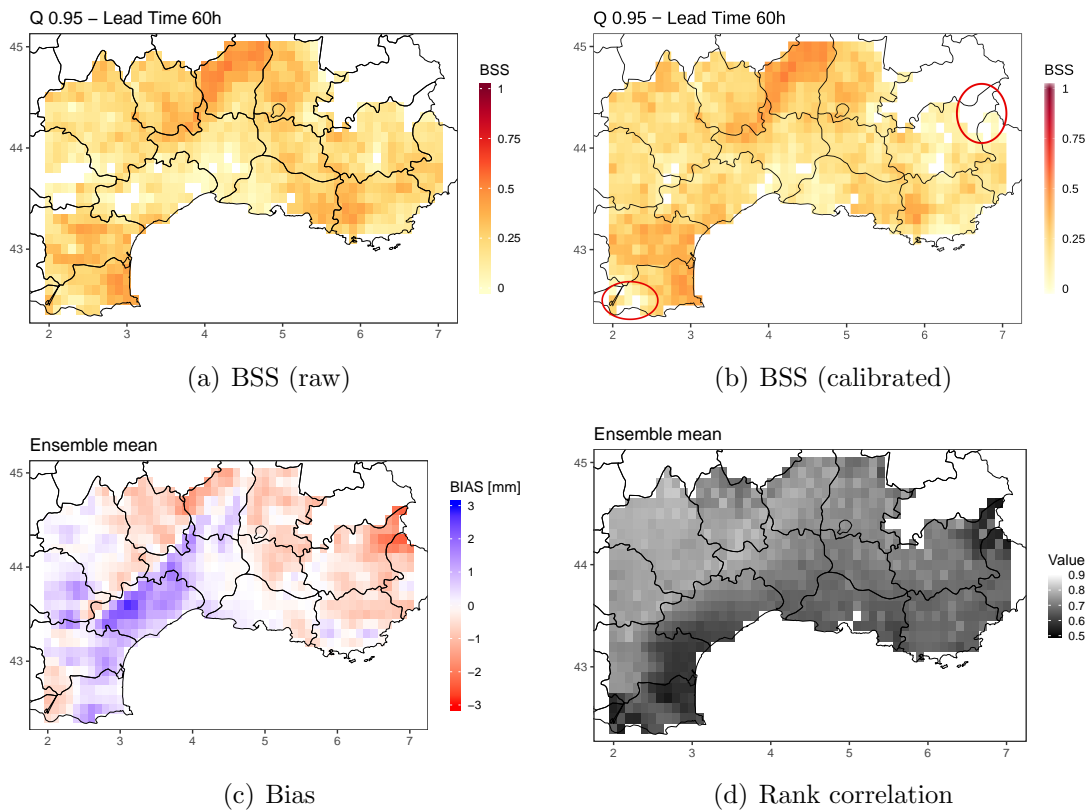 Q 0.95 − Lead Time 60h
45
44
43
2 3 4 5 6 7
BSS
1
0.75
0.5
0.25
0
(a) BSS (raw)
Q 0.95 − Lead Time 60h
45
44
43
2 3 4 5 6 7
BSS
1
0.75
0.5
0.25
0
(b) BSS (calibrated)
Ensemble mean
45
44
43
2 3 4 5 6 7
BIAS [mm]
3
2
1
0
−1
−2
−3
(c) Bias
Ensemble mean
45
44
43
2 3 4 5 6 7
Value
0.9
0.8
0.7
0.6
0.5
(d) Rank correlation